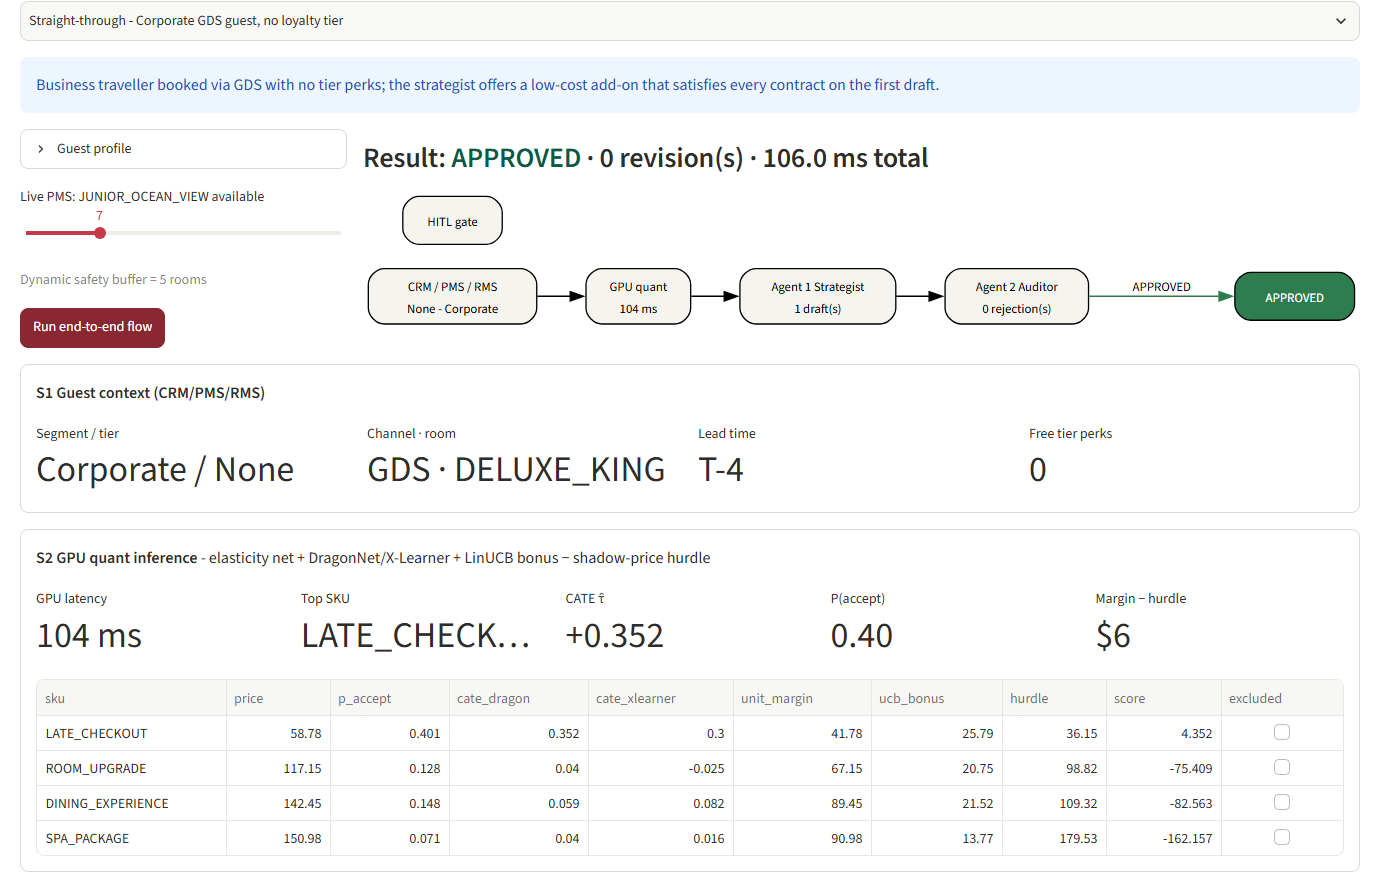 Straight-through - Corporate GDS guest, no loyalty tier
Business traveller booked via GDS with no tier perks; the strategist offers a low-cost add-on that satisfies every contract on the first draft.
Guest profile
Live PMS: JUNIOR_OCEAN_VIEW available
7
Dynamic safety buffer = 5 rooms
Run end-to-end flow
Result: APPROVED · 0 revision(s) · 106.0 ms total
HITL gate
CRM / PMS / RMS
None - Corporate
GPU quant
104 ms
Agent 1 Strategist
1 draft(s)
Agent 2 Auditor
0 rejection(s)
APPROVED
APPROVED
S1 Guest context (CRM/PMS/RMS)
Segment / tier
Corporate / None
Channel · room
GDS · DELUXE_KING
Lead time
T-4
Free tier perks
0
S2 GPU quant inference - elasticity net + DragonNet/X-Learner + LinUCB bonus − shadow-price hurdle
GPU latency
104 ms
Top SKU
LATE_CHECK...
CATE τ̂
+0.352
P(accept)
0.40
Margin − hurdle
$6
sku price p_accept cate_dragon cate_xlearner unit_margin ucb_bonus hurdle score excluded
LATE_CHECKOUT 58.78 0.401 0.352 0.3 41.78 25.79 36.15 4.352
ROOM_UPGRADE 117.15 0.128 0.04 -0.025 67.15 20.75 98.82 -75.409
DINING_EXPERIENCE 142.45 0.148 0.059 0.082 89.45 21.52 109.32 -82.563
SPA_PACKAGE 150.98 0.071 0.04 0.016 90.98 13.77 179.53 -162.157